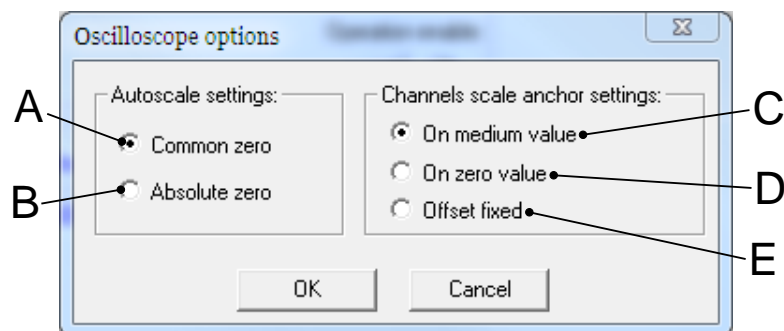 Oscilloscope options
Autoscale settings:
Common zero
Absolute zero
Channels scale anchor settings:
On medium value
On zero value
Offset fixed
OK
Cancel
A
B
C
D
E